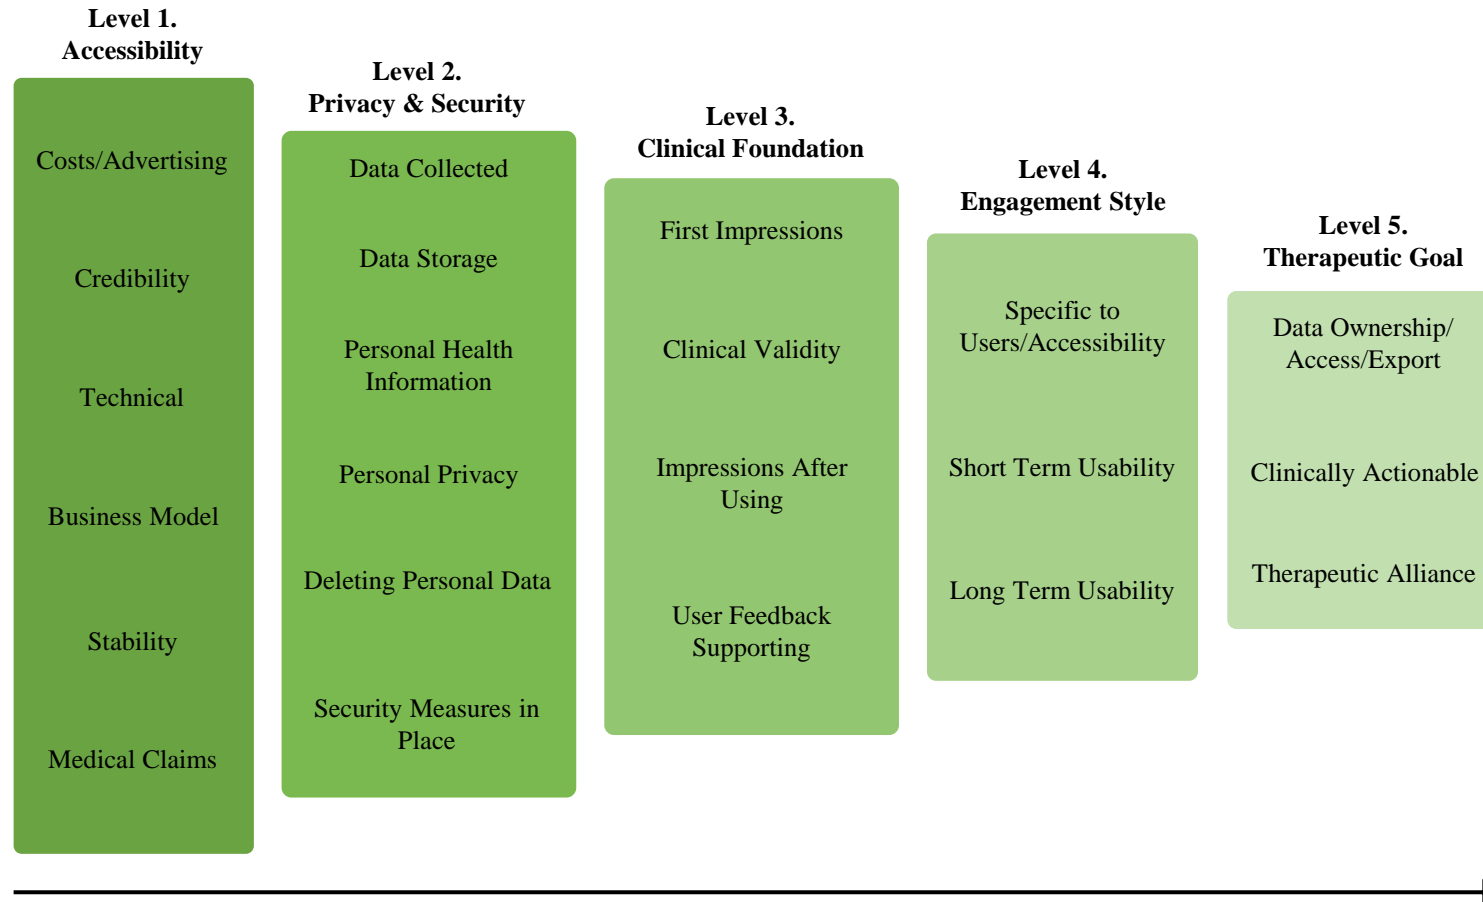 Level 1.
Accessibility
Costs/Advertising
Credibility
Technical
Business Model
Stability
Medical Claims
Level 2.
Privacy & Security
Data Collected
Data Storage
Personal Health
Information
Personal Privacy
Deleting Personal Data
Security Measures in
Place
Level 3.
Clinical Foundation
First Impressions
Clinical Validity
Impressions After
Using
User Feedback
Supporting
Level 4.
Engagement Style
Specific to
Users/Accessibility
Short Term Usability
Long Term Usability
Level 5.
Therapeutic Goal
Data Ownership/
Access/Export
Clinically Actionable
Therapeutic Alliance